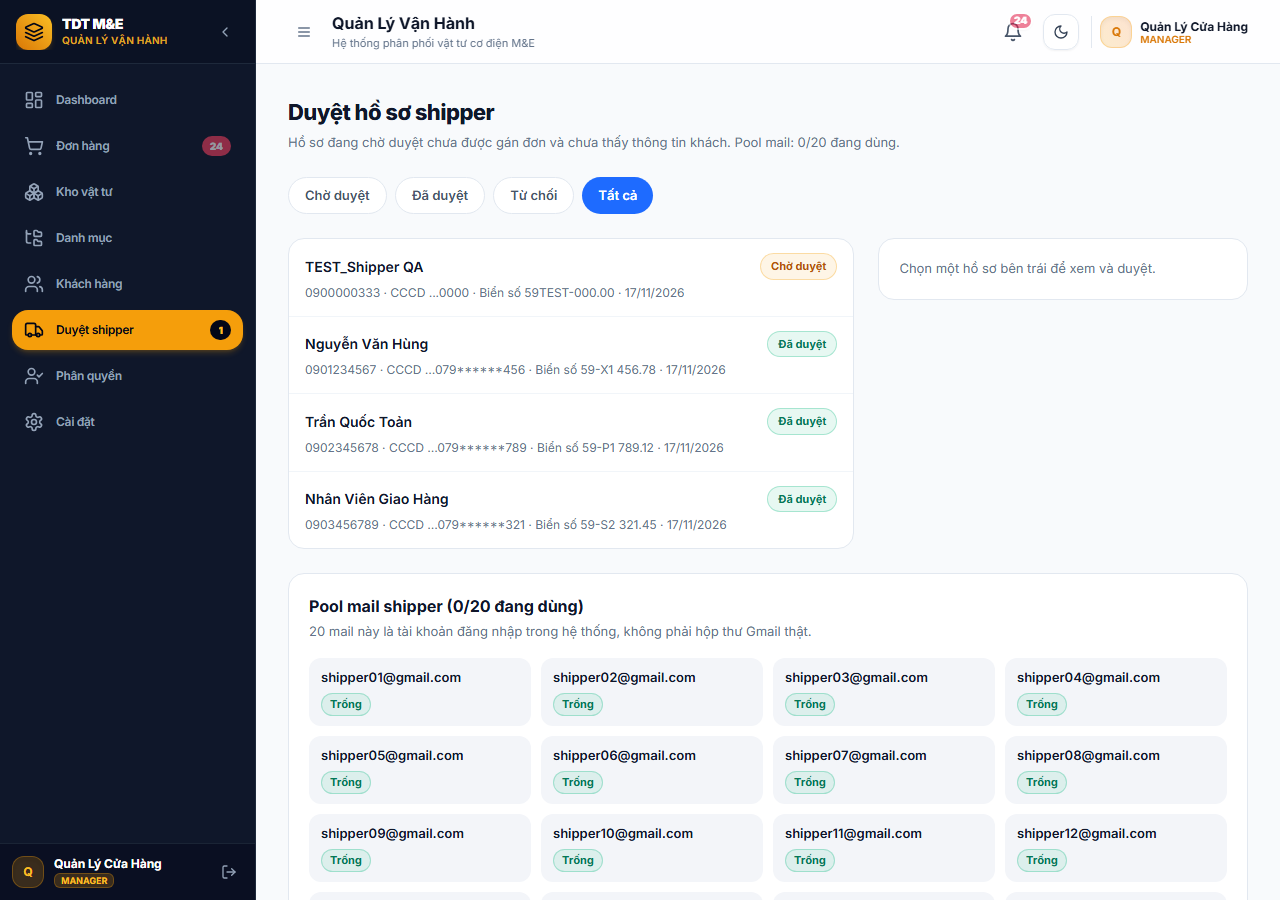 TDT M&E
QUẢN LÝ VẬN HÀNH
Dashboard
Đơn hàng 24
Kho vật tư
Danh mục
Khách hàng
Duyệt shipper 1
Phân quyền
Cài đặt
Q Quản Lý Cửa Hàng
MANAGER
Quản Lý Vận Hành
Hệ thống phân phối vật tư cơ điện M&E
24
Q Quản Lý Cửa Hàng
MANAGER
Duyệt hồ sơ shipper
Hồ sơ đang chờ duyệt chưa được gán đơn và chưa thấy thông tin khách. Pool mail: 0/20 đang dùng.
Chờ duyệt Đã duyệt Từ chối Tất cả
TEST_Shipper QA Chờ duyệt
0900000333 · CCCD ...0000 · Biển số 59TEST-000.00 · 17/11/2026
Nguyễn Văn Hùng Đã duyệt
0901234567 · CCCD ...079******456 · Biển số 59-X1 456.78 · 17/11/2026
Trần Quốc Toản Đã duyệt
0902345678 · CCCD ...079******789 · Biển số 59-P1 789.12 · 17/11/2026
Nhân Viên Giao Hàng Đã duyệt
0903456789 · CCCD ...079******321 · Biển số 59-S2 321.45 · 17/11/2026
Chọn một hồ sơ bên trái để xem và duyệt.
Pool mail shipper (0/20 đang dùng)
20 mail này là tài khoản đăng nhập trong hệ thống, không phải hộp thư Gmail thật.
shipper01@gmail.com shipper02@gmail.com shipper03@gmail.com shipper04@gmail.com
Trống Trống Trống Trống
shipper05@gmail.com shipper06@gmail.com shipper07@gmail.com shipper08@gmail.com
Trống Trống Trống Trống
shipper09@gmail.com shipper10@gmail.com shipper11@gmail.com shipper12@gmail.com
Trống Trống Trống Trống